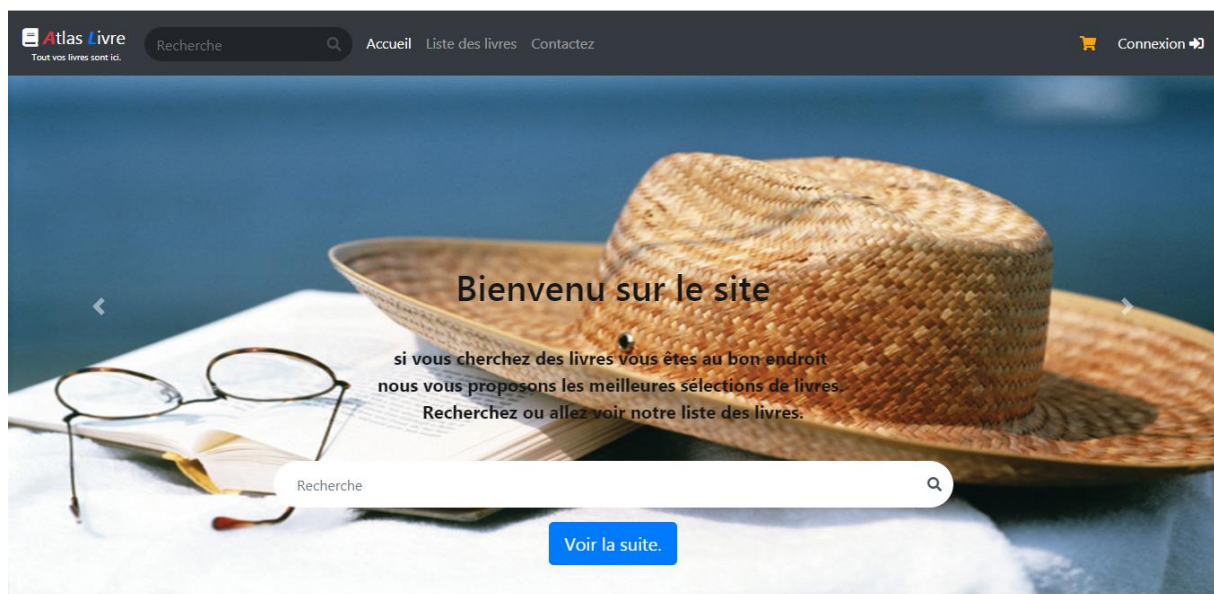 Atlas Livre
Tout vos livres sont ici.
Recherche
Accueil Liste des livres Contactez
Connexion
Bienvenu sur le site
si vous cherchez des livres vous êtes au bon endroit
nous vous proposons les meilleures sélections de livres.
Recherchez ou allez voir notre liste des livres.
Recherche
Voir la suite.